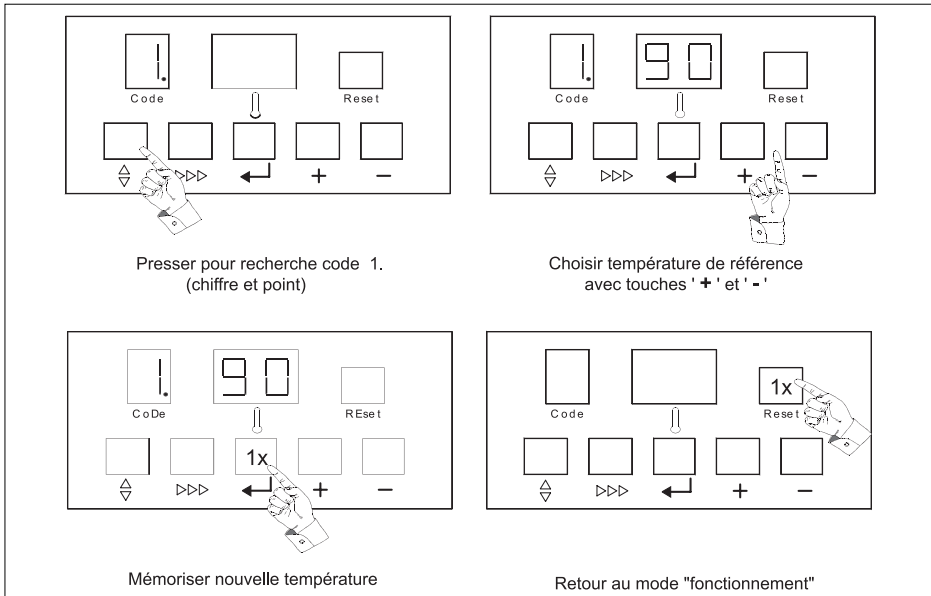 1.
Code
Reset
▷▷▷
+
−
Presser pour recherche code 1.
(chiffre et point)
1.
90
Code
Reset
▷▷▷
+
−
Choisir température de référence
avec touches ' + ' et ' - '
1.
90
CoDe
REset
1x
▷▷▷
+
−
Mémoriser nouvelle température
1x
Code
Reset
▷▷▷
+
−
Retour au mode "fonctionnement"